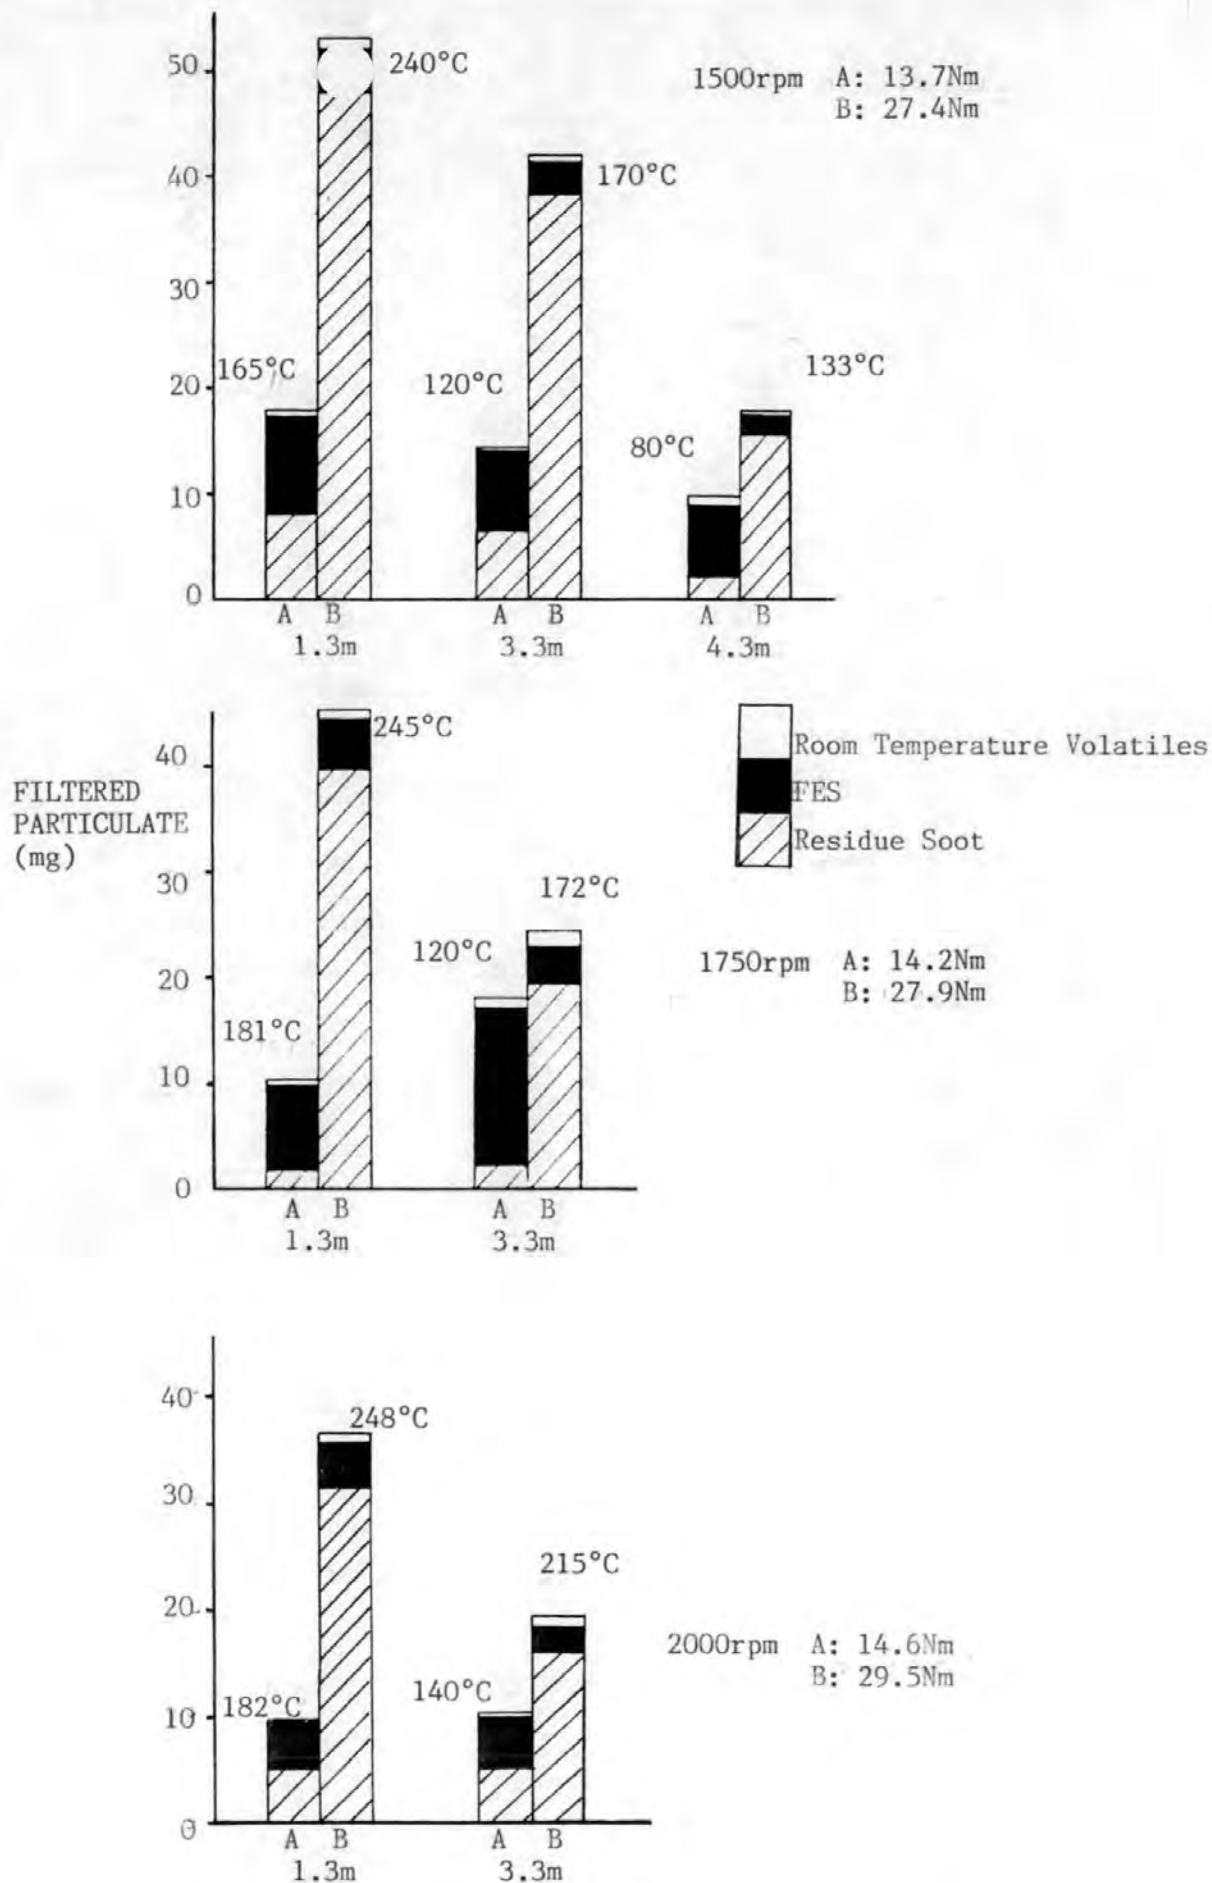 50
240°C
1500rpm A: 13.7Nm
B: 27.4Nm
40
170°C
30
165°C
120°C
133°C
20
80°C
10
0
A B
1.3m
A B
3.3m
A B
4.3m
245°C
Room Temperature Volatiles
FES
Residue Soot
40
FILTERED
PARTICULATE
(mg)
30
172°C
120°C
1750rpm A: 14.2Nm
B: 27.9Nm
20
181°C
10
0
A B
1.3m
A B
3.3m
40
248°C
30
215°C
20
2000rpm A: 14.6Nm
B: 29.5Nm
182°C
140°C
10
0
A B
1.3m
A B
3.3m